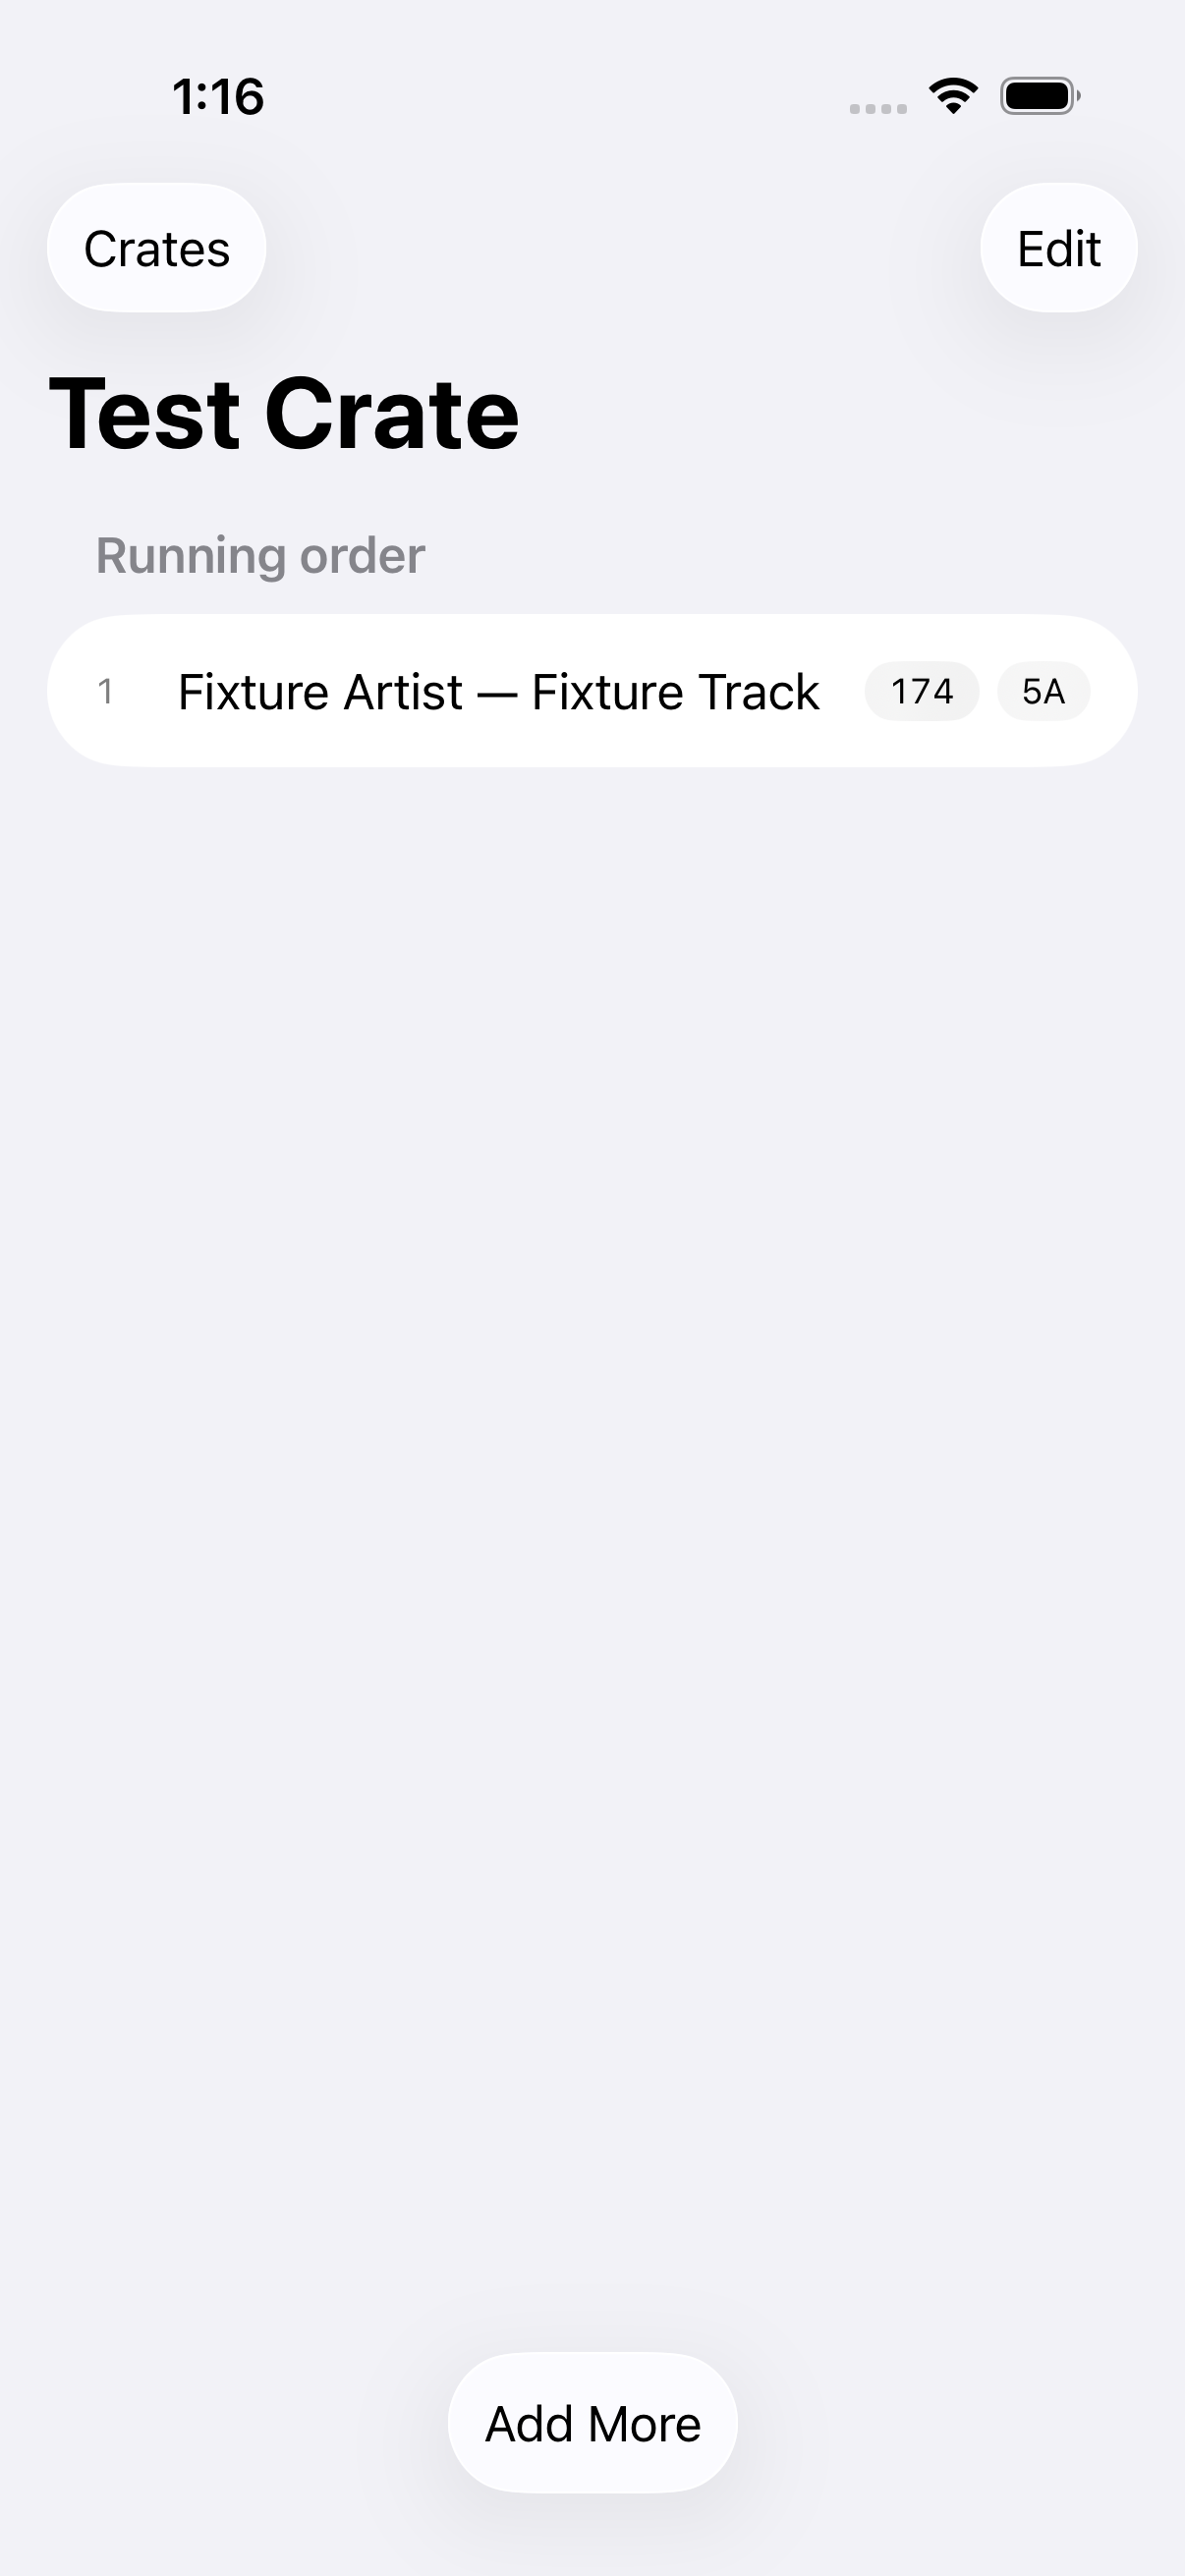 1:16
Crates Edit
Test Crate
Running order
1 Fixture Artist — Fixture Track 174 5A
Add More